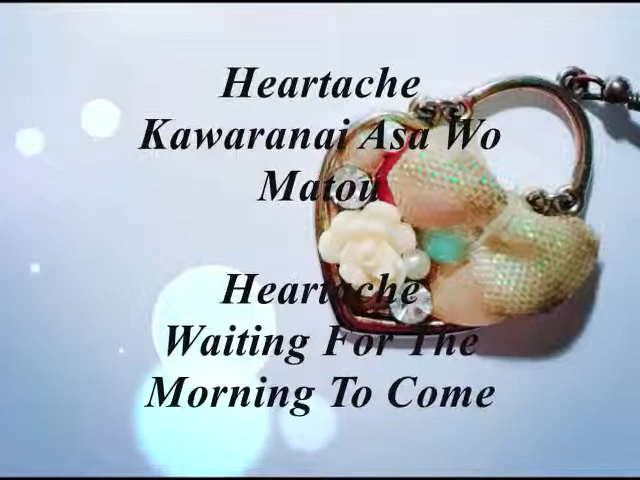 Heartache
Kawaranai Asa Wo
Matou
Heartache
Waiting For The
Morning To Come